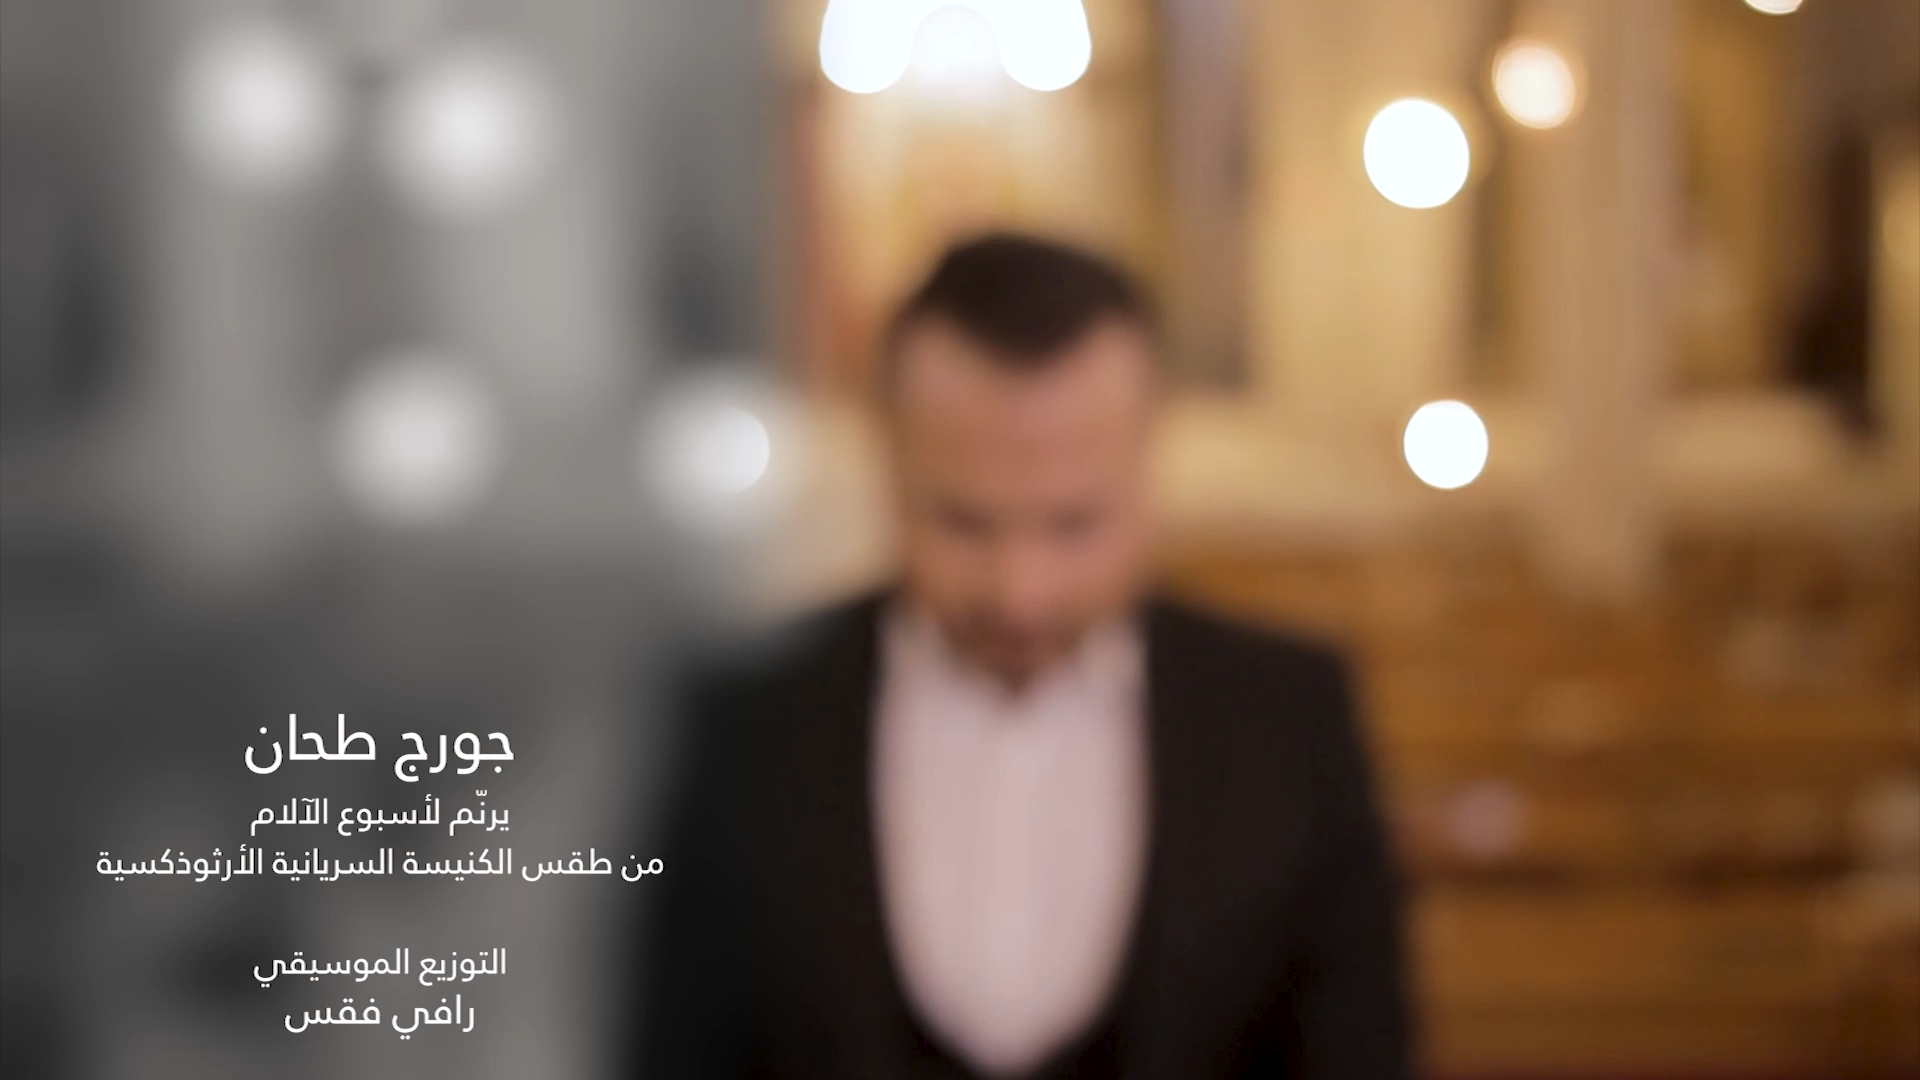 جورج طحان
يرنّم لأسبوع الآلام
من طقس الكنيسة السريانية الأرثوذكسية
التوزيع الموسيقي
رافي فقس